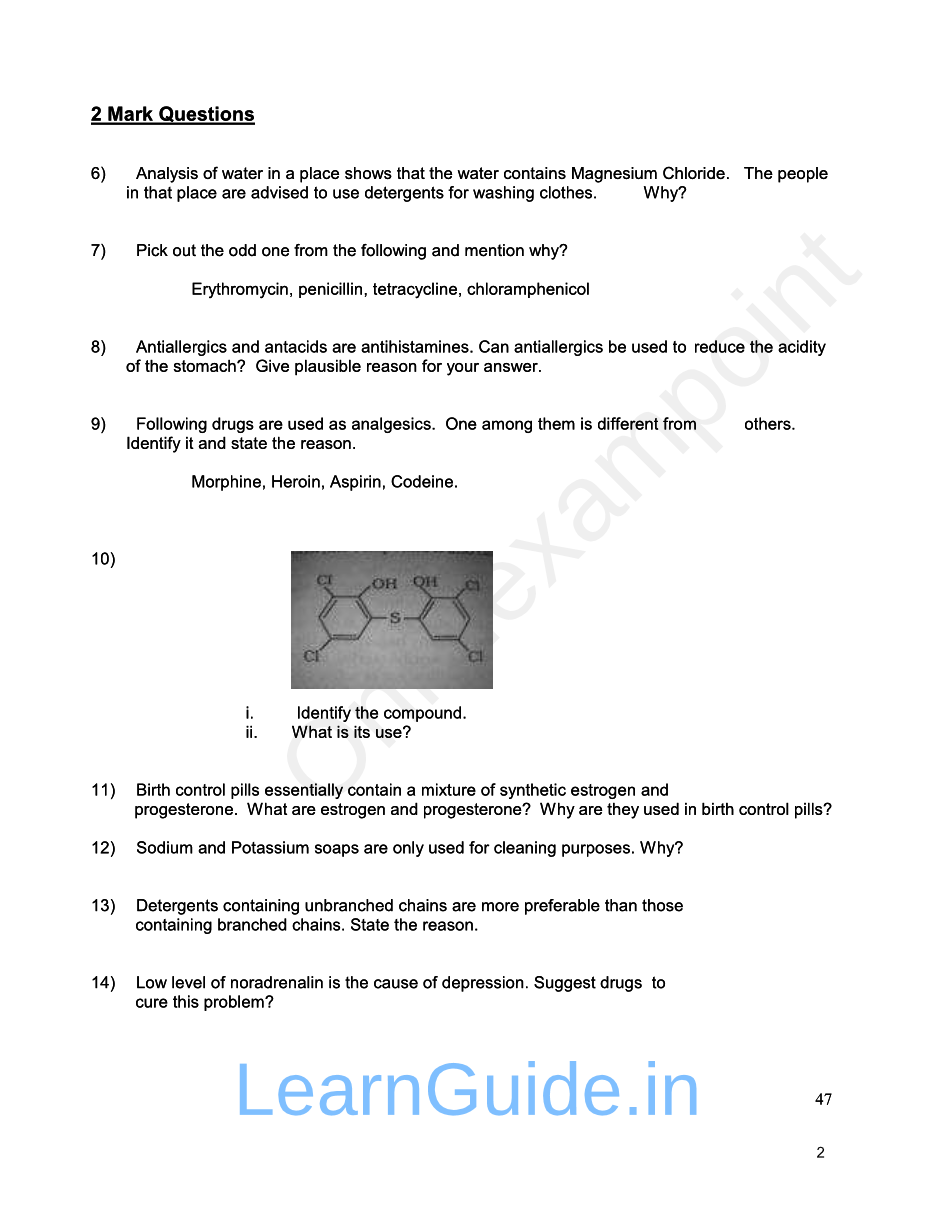 2 Mark Questions
6) Analysis of water in a place shows that the water contains Magnesium Chloride. The people
in that place are advised to use detergents for washing clothes. Why?
7) Pick out the odd one from the following and mention why?
Erythromycin, penicillin, tetracycline, chloramphenicol
8) Antiallergics and antacids are antihistamines. Can antiallergics be used to reduce the acidity
of the stomach? Give plausible reason for your answer.
9) Following drugs are used as analgesics. One among them is different from others.
Identify it and state the reason.
Morphine, Heroin, Aspirin, Codeine.
10)
Cl OH OH Cl
S
Cl Cl
i. Identify the compound.
ii. What is its use?
11) Birth control pills essentially contain a mixture of synthetic estrogen and
progesterone. What are estrogen and progesterone? Why are they used in birth control pills?
12) Sodium and Potassium soaps are only used for cleaning purposes. Why?
13) Detergents containing unbranched chains are more preferable than those
containing branched chains. State the reason.
14) Low level of noradrenalin is the cause of depression. Suggest drugs to
cure this problem?
LearnGuide.in
47
2